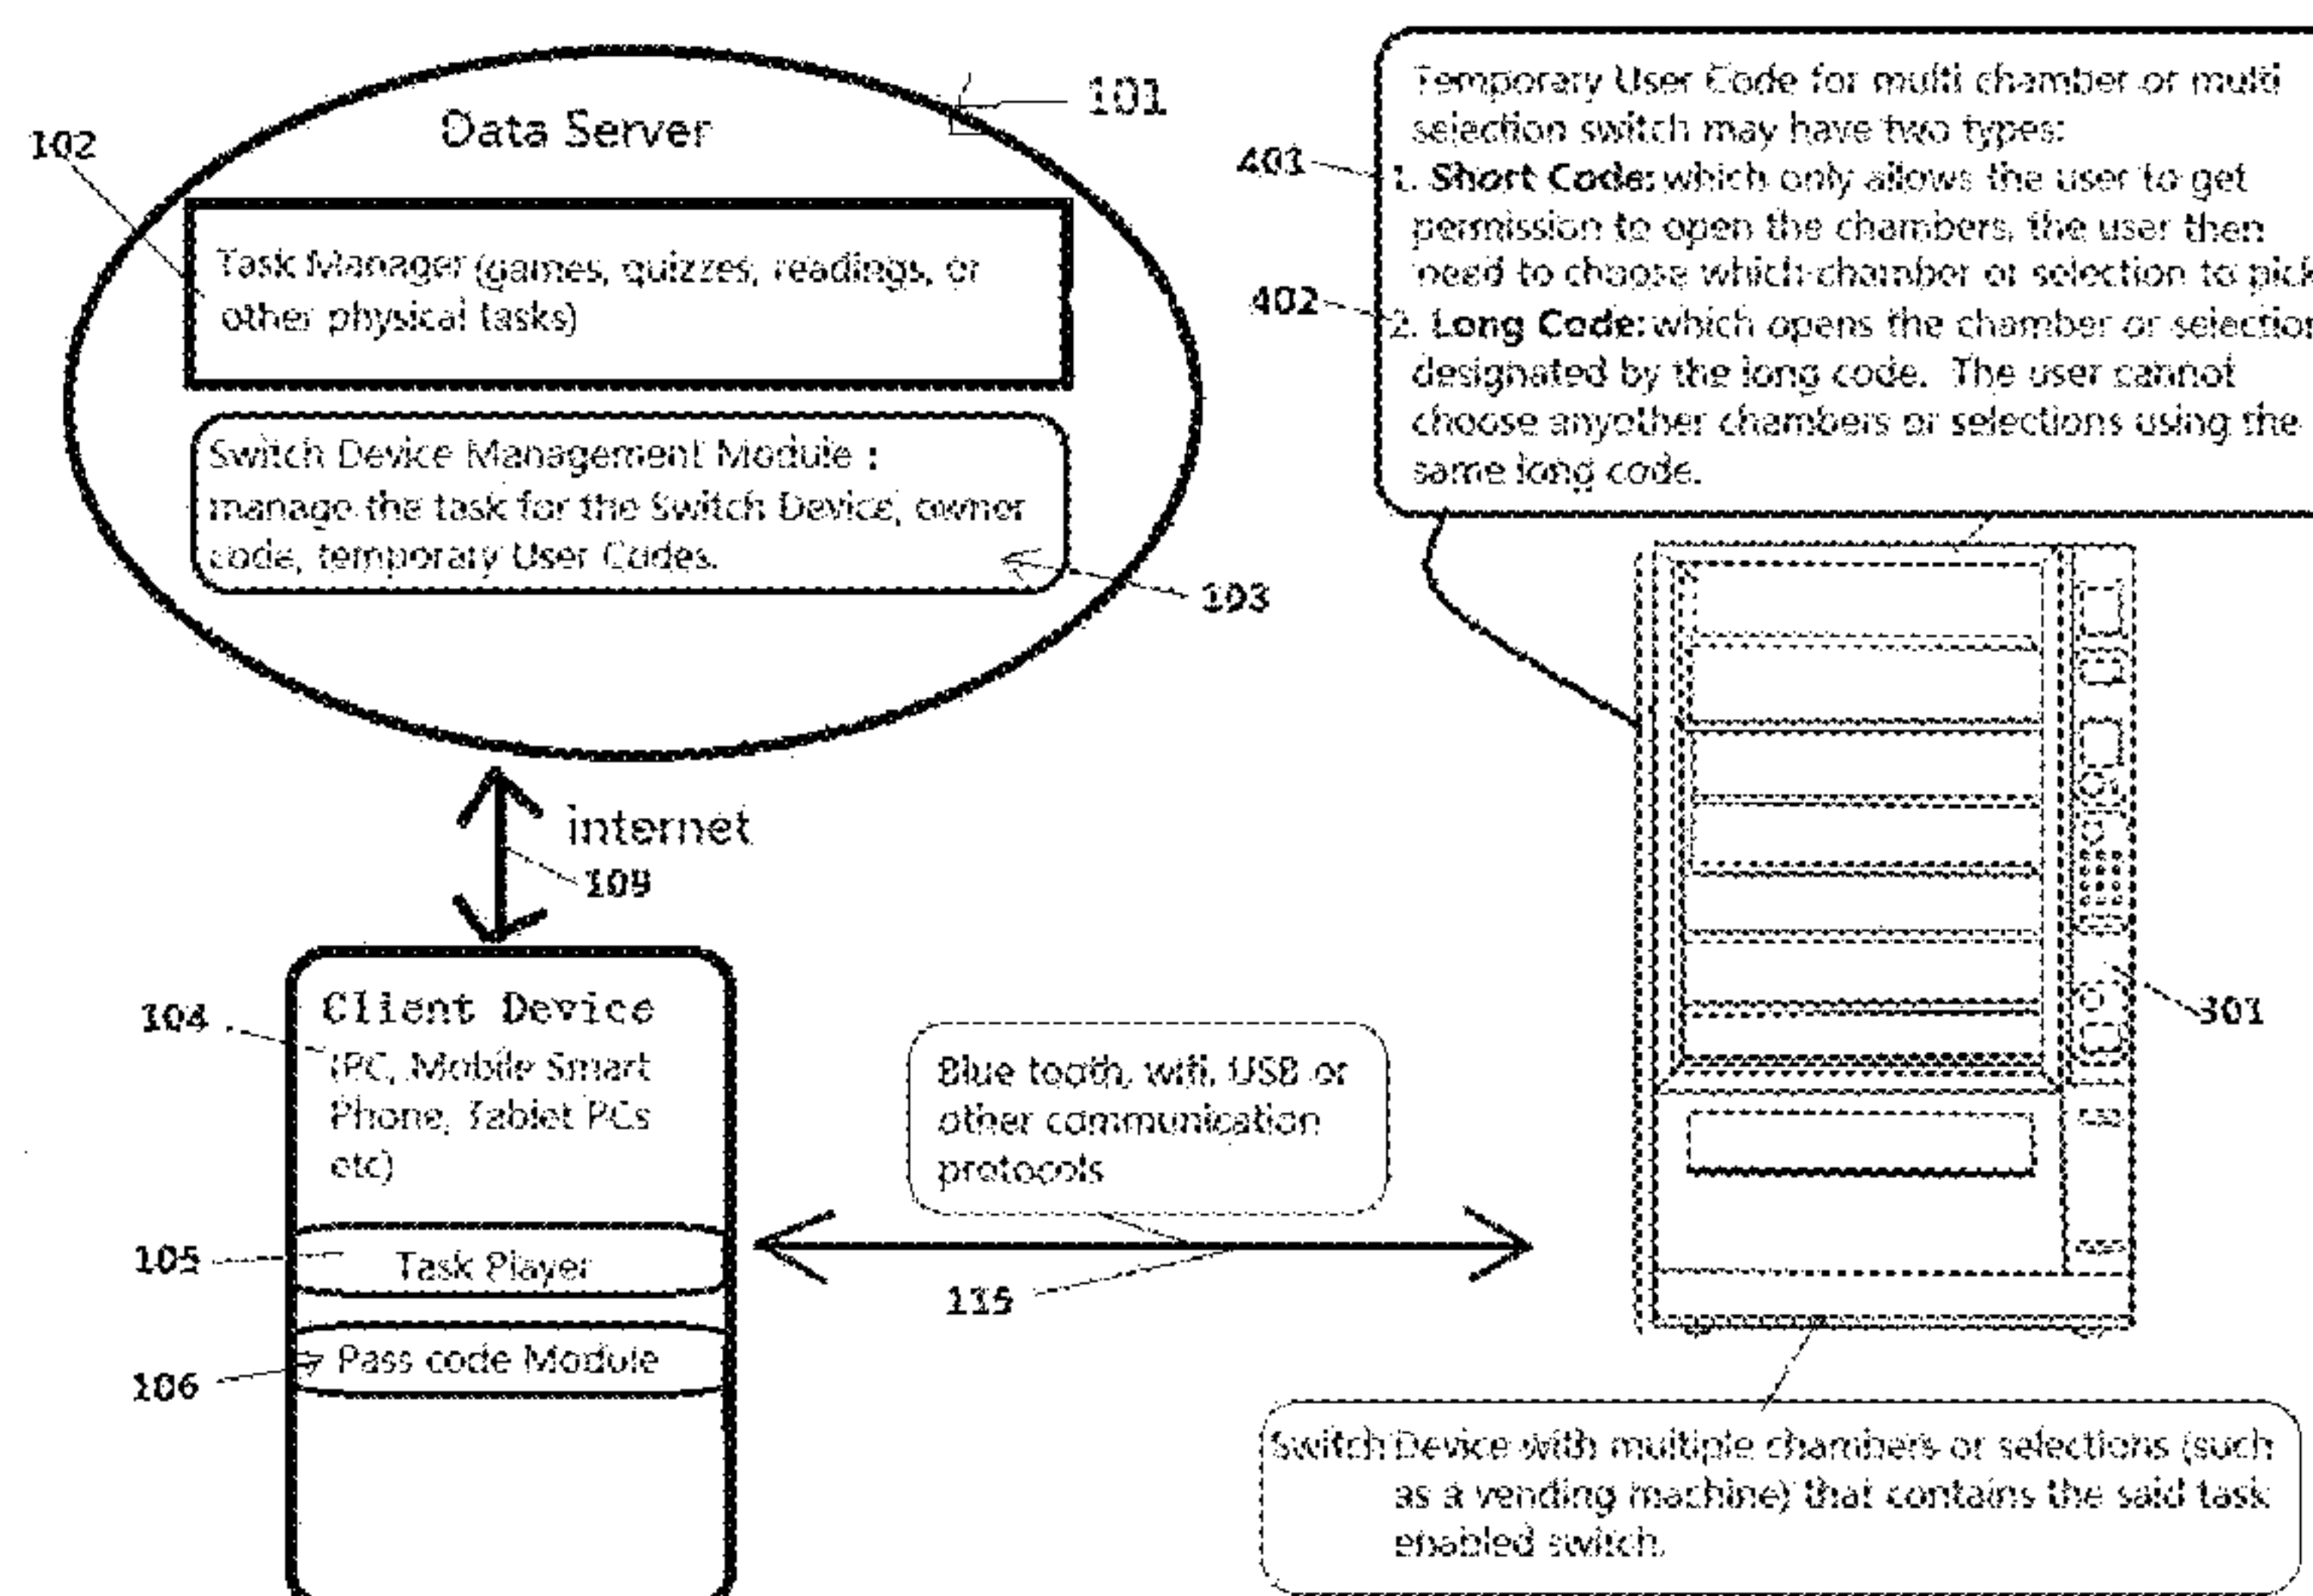 Data Server
101
102
Task Manager (games, quizzes, readings, or
other physical tasks)
Switch Device Management Module :
manage the task for the Switch Device, owner
code, temporary User Codes.
103
Temporary User Code for multi chamber or multi
selection switch may have two types:
401
1. Short Code: which only allows the user to get
permission to open the chambers, the user then
need to choose which chamber or selection to pick
402
2. Long Code: which opens the chamber or selection
designated by the long code. The user cannot
choose anyother chambers or selections using the
same long code.
internet
109
104
Client Device
(PC, Mobile Smart
Phone, Tablet PCs
etc)
105
Task Player
106
Pass code Module
Blue tooth, wifi, USB or
other communication
protocols
115
301
Switch Device with multiple chambers or selections (such
as a vending machine) that contains the said task
enabled switch.